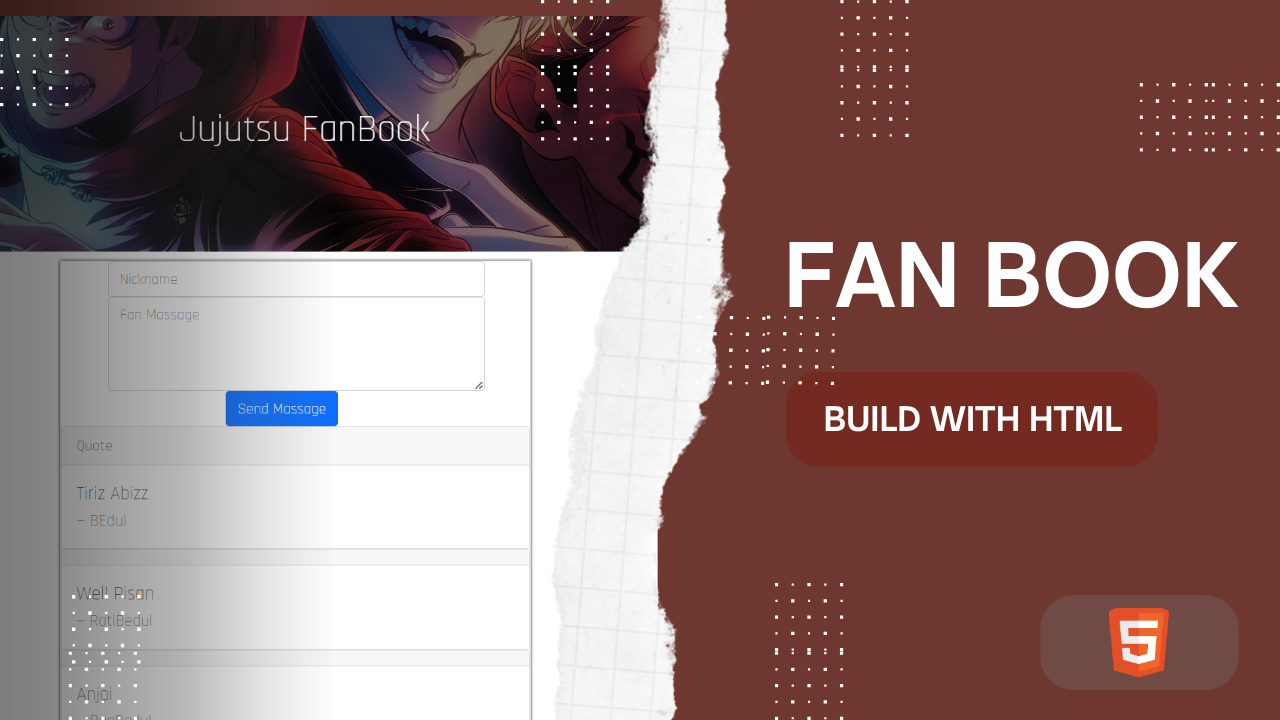 Jujutsu FanBook
Nickname
Fan Massage
Send Massage
Quote
Tiriz Abizz
– BEdul
Well Pisan
– RotiBedul
Anjoi
FAN BOOK
BUILD WITH HTML
5